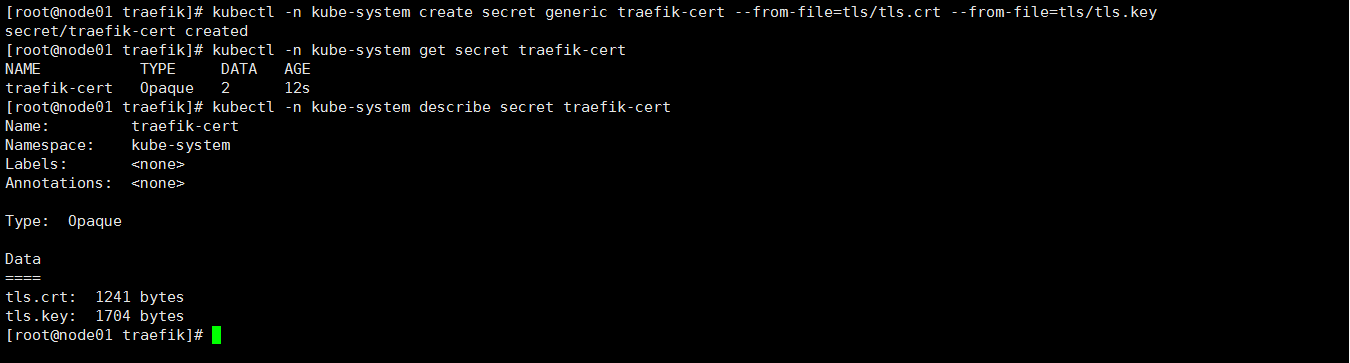 [root@node01 traefik]# kubectl -n kube-system create secret generic traefik-cert --from-file=tls/tls.crt --from-file=tls/tls.key
secret/traefik-cert created
[root@node01 traefik]# kubectl -n kube-system get secret traefik-cert
NAME           TYPE     DATA   AGE
traefik-cert   Opaque   2      12s
[root@node01 traefik]# kubectl -n kube-system describe secret traefik-cert
Name:         traefik-cert
Namespace:    kube-system
Labels:       <none>
Annotations:  <none>

Type:  Opaque

Data
====
tls.crt:  1241 bytes
tls.key:  1704 bytes
[root@node01 traefik]#